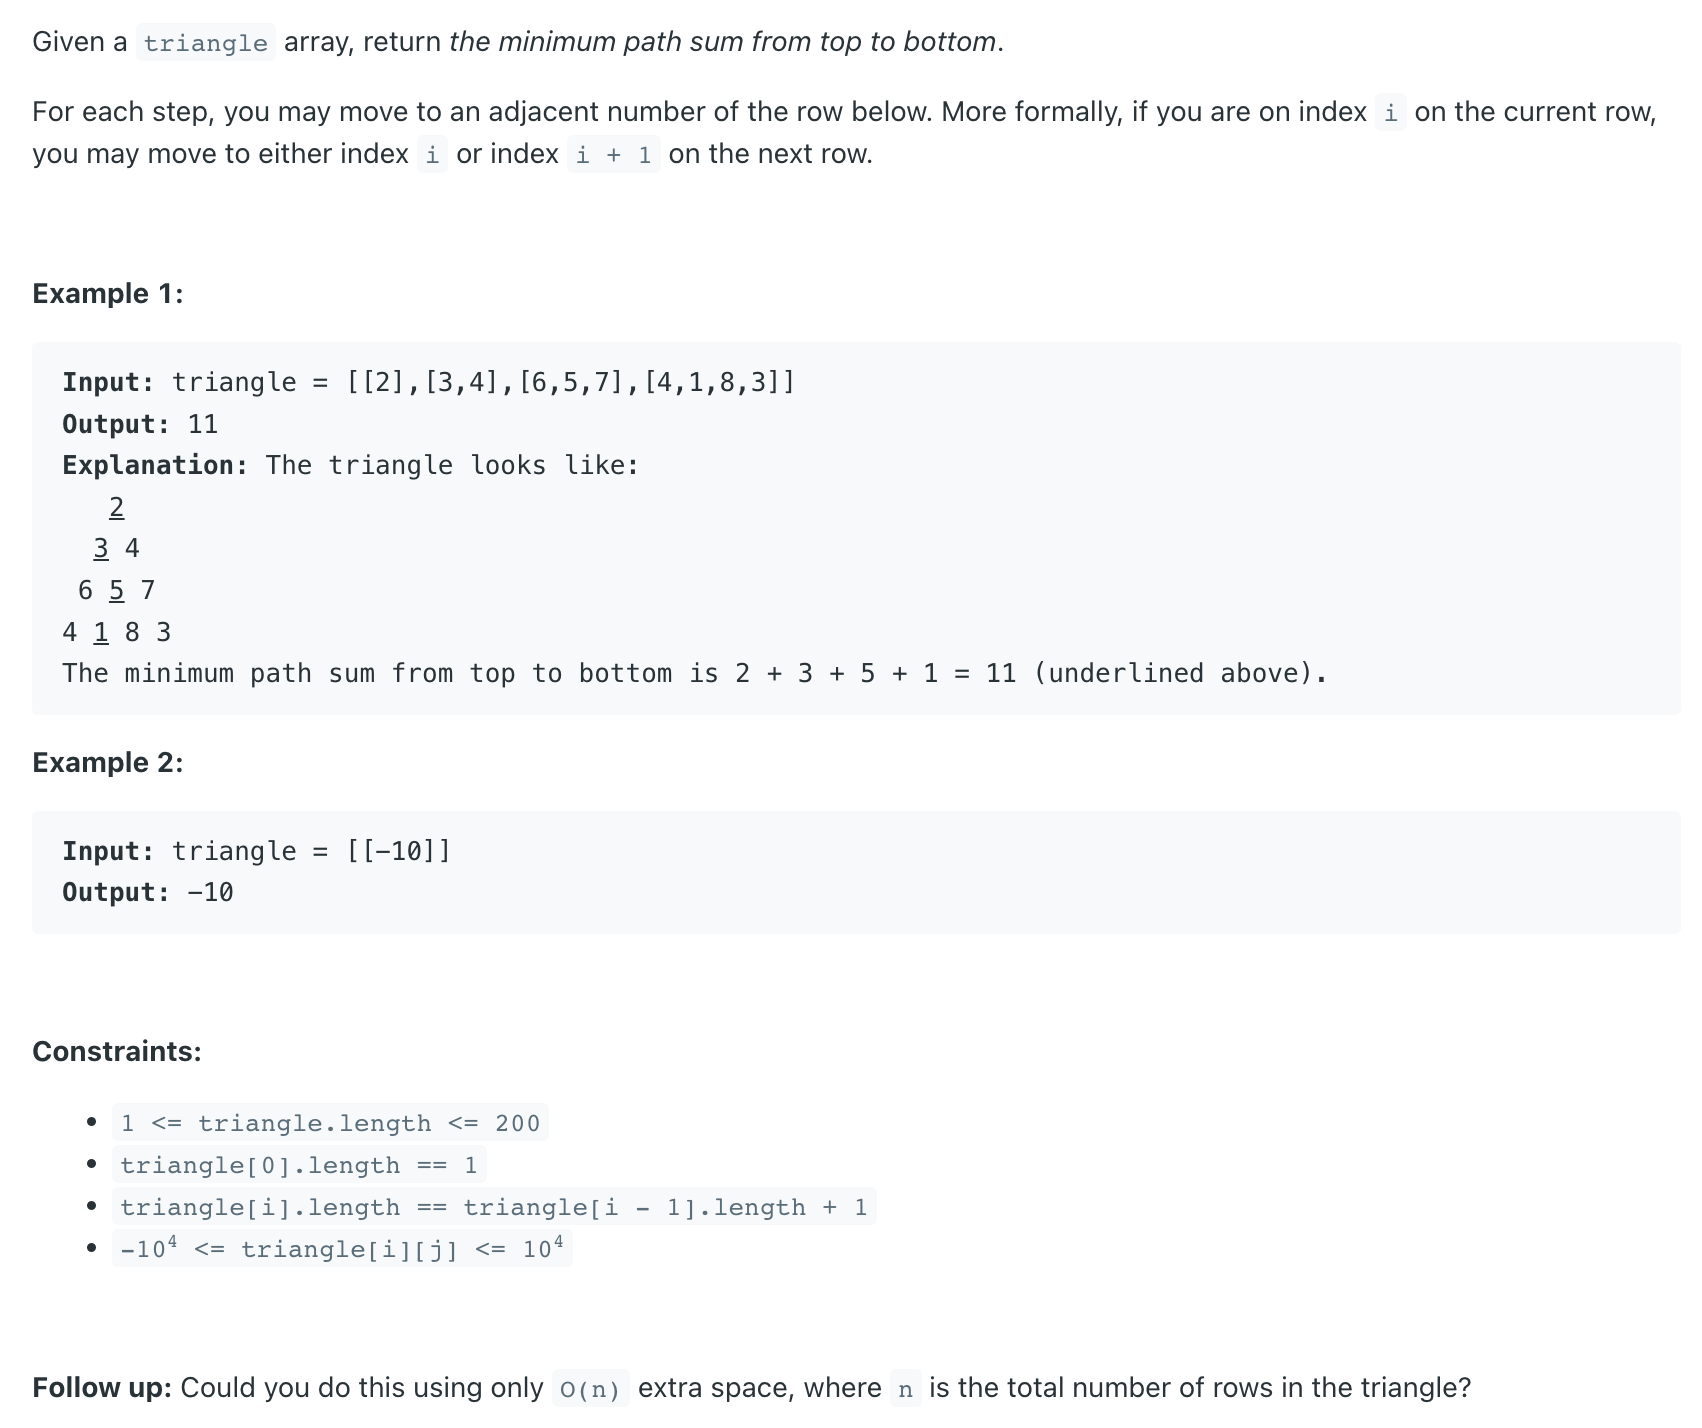 Given a triangle array, return the minimum path sum from top to bottom.
For each step, you may move to an adjacent number of the row below. More formally, if you are on index i on the current row,
you may move to either index i or index i + 1 on the next row.
Example 1:
Input: triangle = [[2],[3,4],[6,5,7],[4,1,8,3]]
Output: 11
Explanation: The triangle looks like:
2
3 4
6 5 7
4 1 8 3
The minimum path sum from top to bottom is 2 + 3 + 5 + 1 = 11 (underlined above).
Example 2:
Input: triangle = [[−10]]
Output: −10
Constraints:
• 1 <= triangle.length <= 200
• triangle[0].length == 1
• triangle[i].length == triangle[i - 1].length + 1
• -10⁴ <= triangle[i][j] <= 10⁴
Follow up: Could you do this using only O(n) extra space, where n is the total number of rows in the triangle?